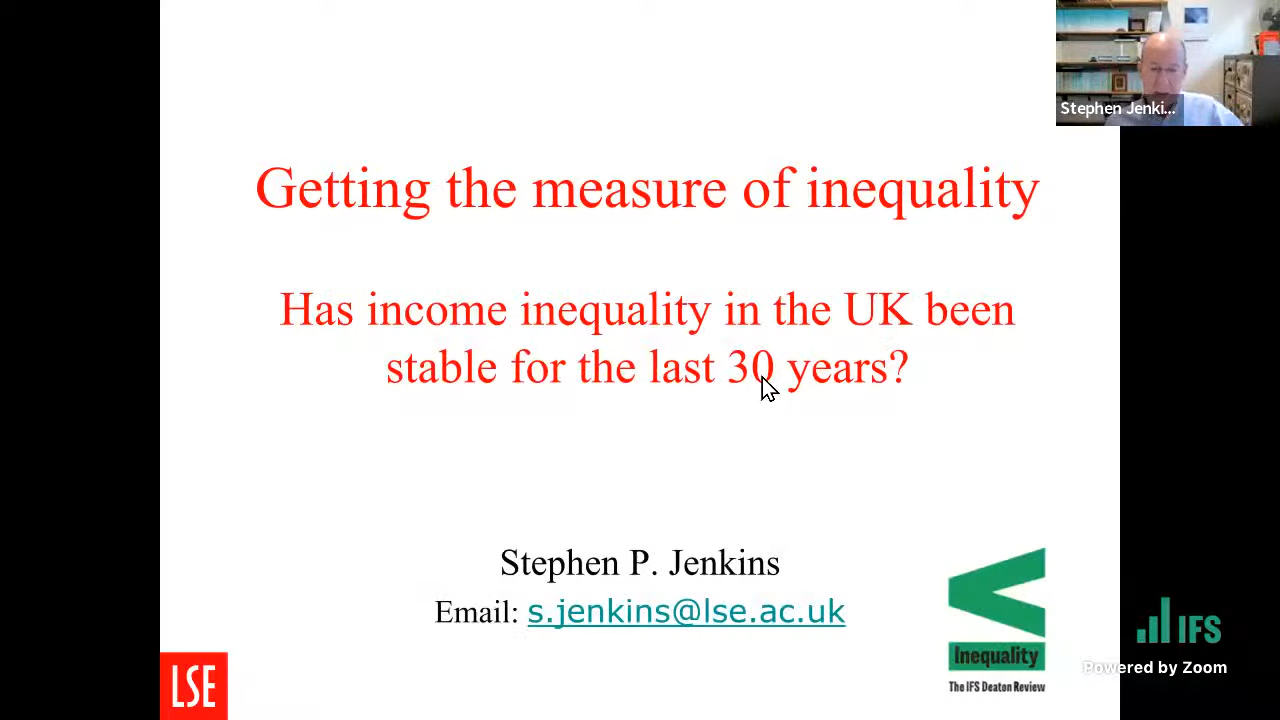 Stephen Jenki...
Getting the measure of inequality
Has income inequality in the UK been
stable for the last 30 years?
Stephen P. Jenkins
Email: s.jenkins@lse.ac.uk
LSE
Inequality
The IFS Deaton Review
IFS
Powered by Zoom